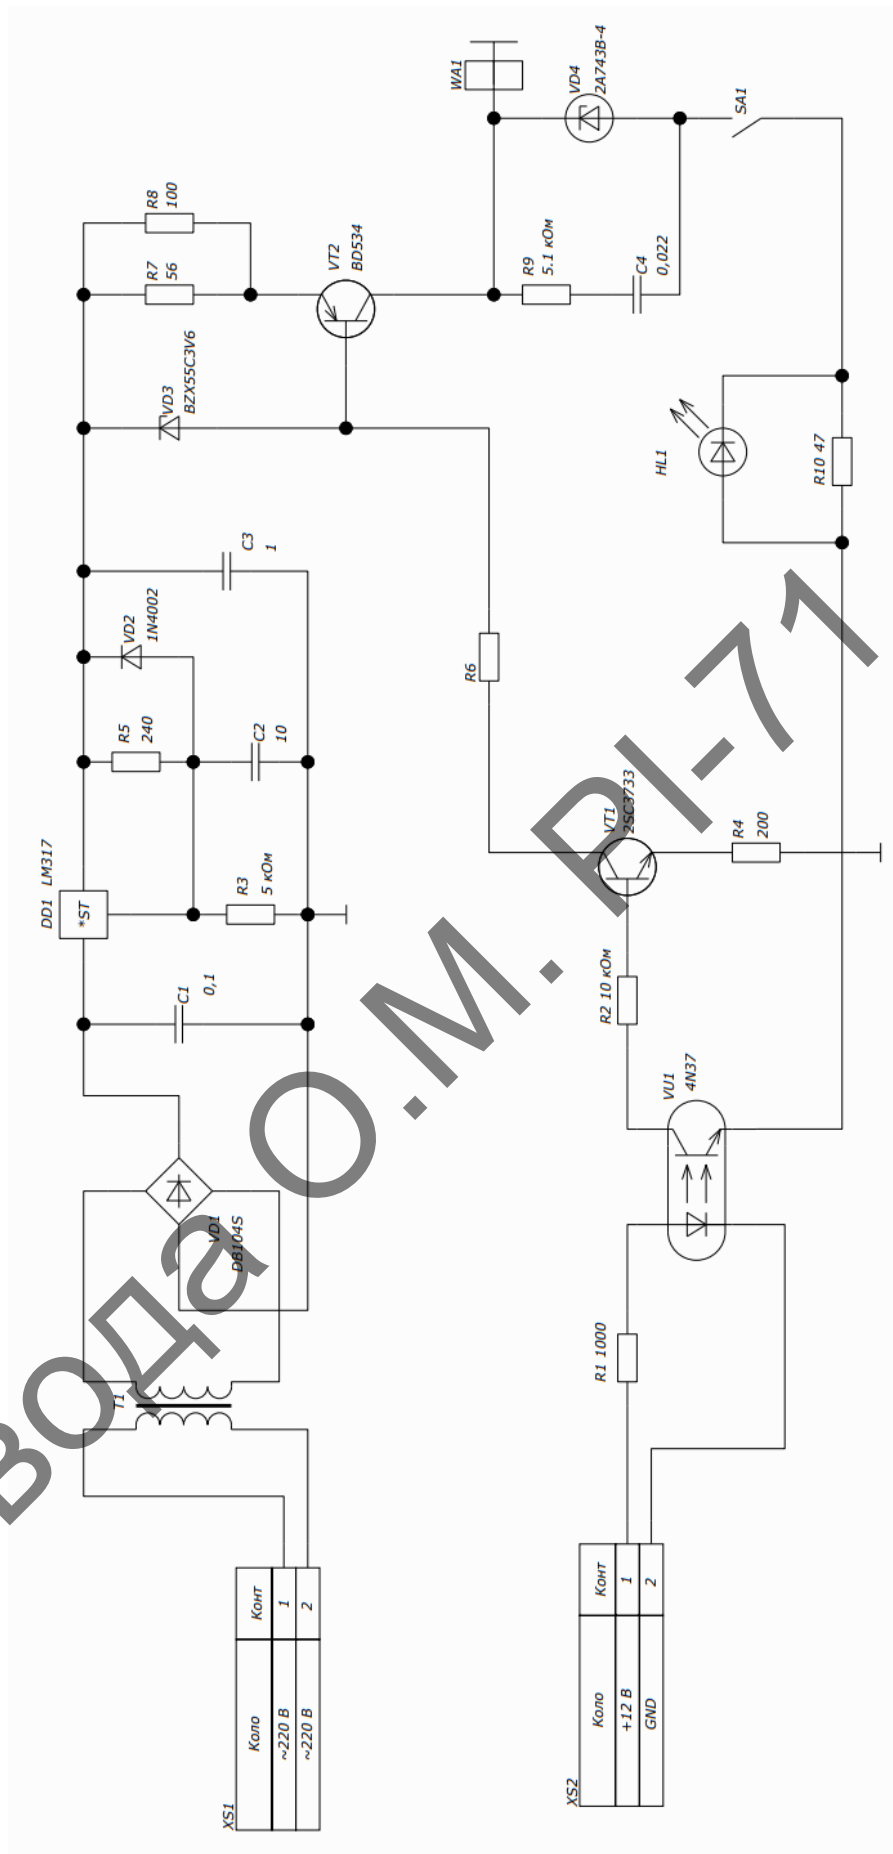 XS1
Коло
Конт
~220 В
1
~220 В
2
T1
VD1
DB104S
C1
0,1
DD1 LM317
*ST
R3
5 кОм
R5
240
C2
10
VD2
1N4002
C3
1
VD3
BZX55C3V6
R7
56
R8
100
VT2
BD534
WA1
VD4
2А743В-4
SA1
R9
5.1 кОм
C4
0,022
HL1
R10 47
R6
VT1
2SC3733
R4
200
R2 10 кОм
VU1
4N37
R1 1000
XS2
Коло
Конт
+12 В
1
GND
2
вода О.М. РІ-71